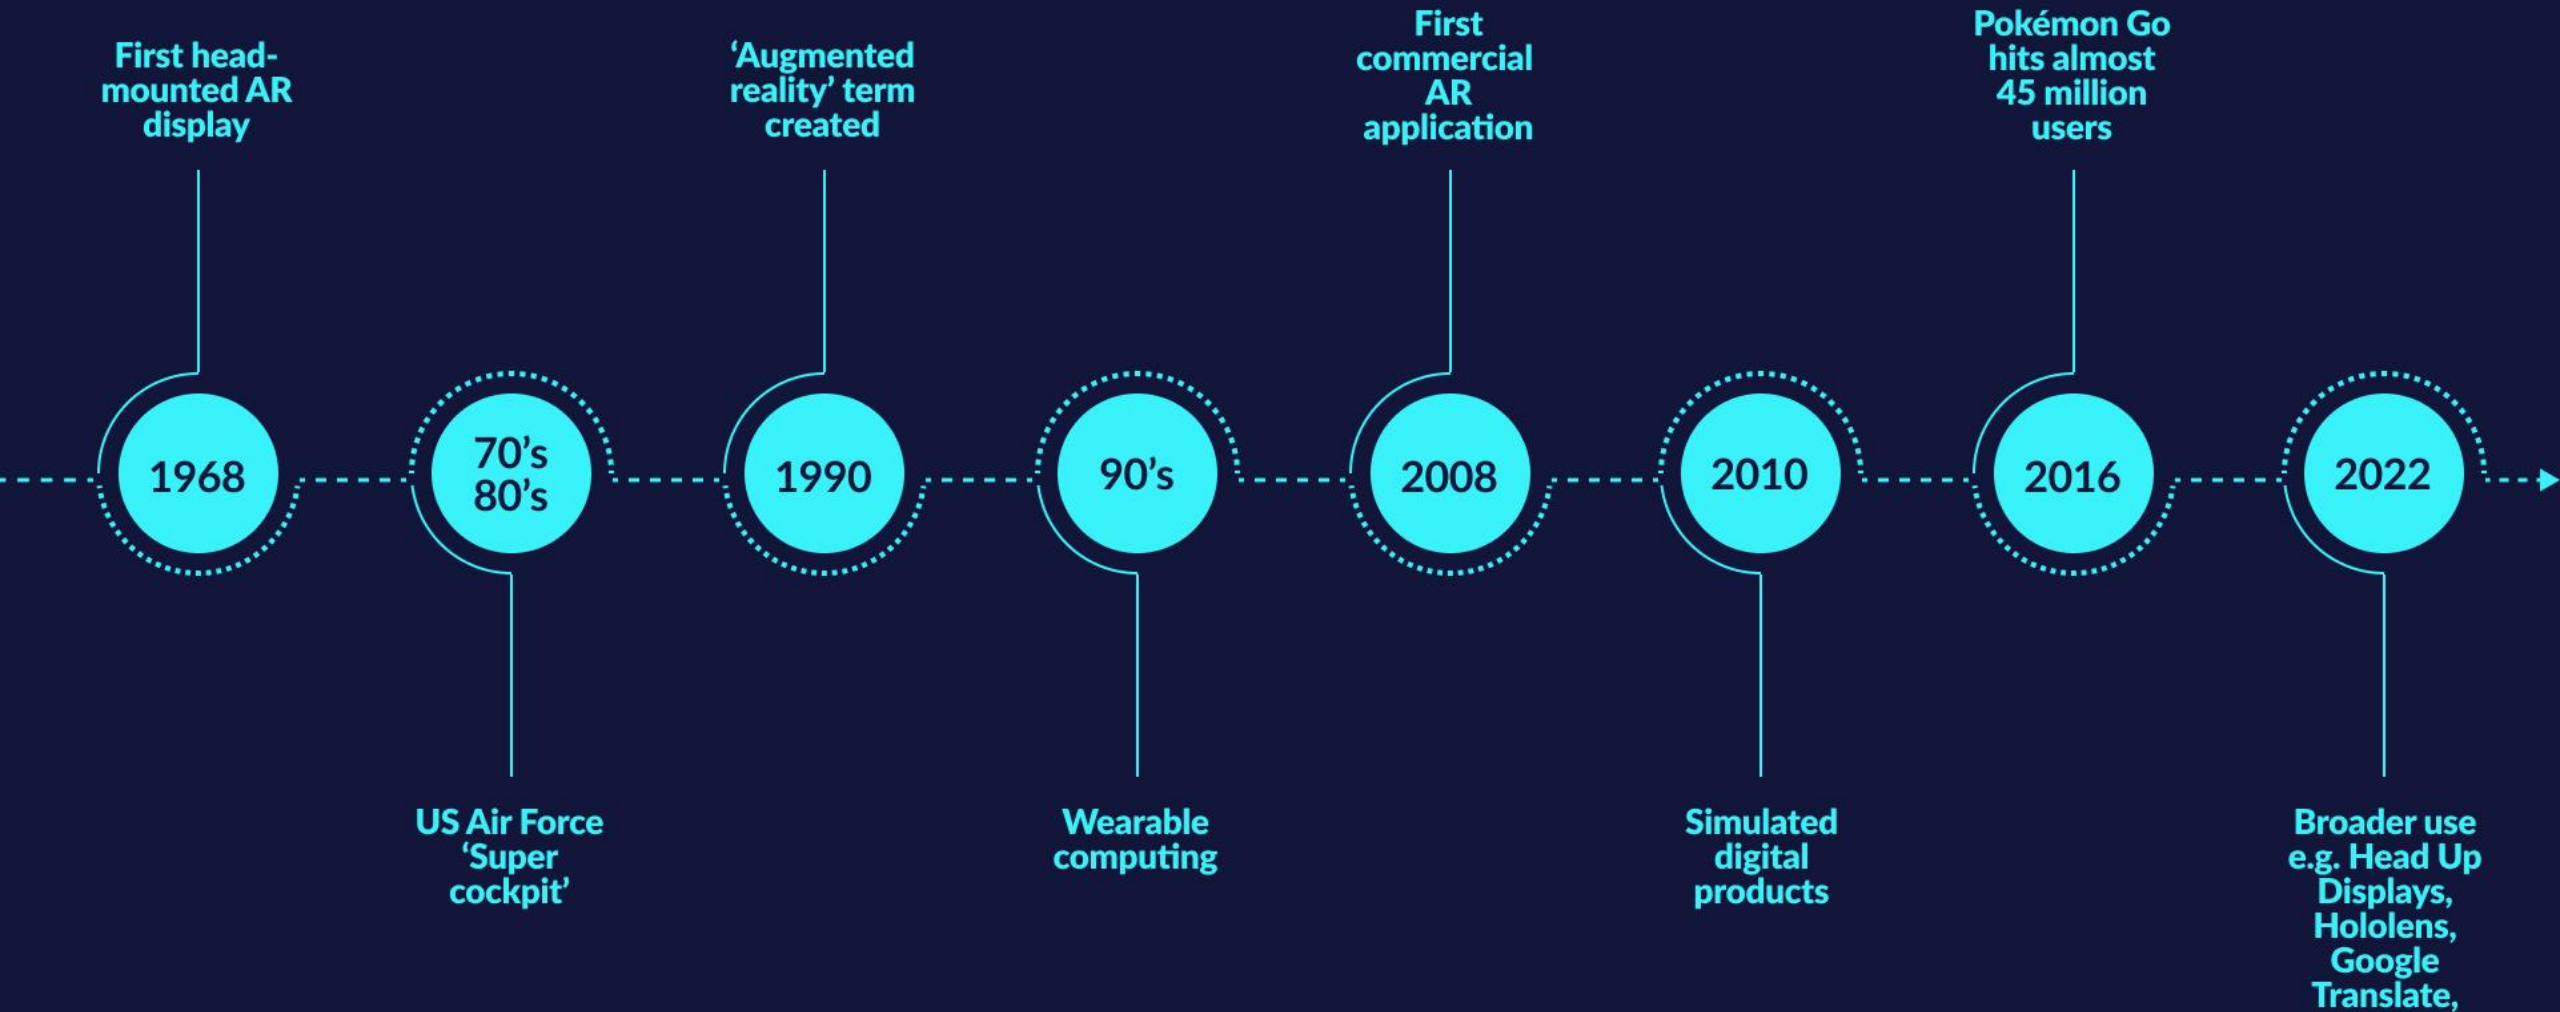 First head-
mounted AR
display
1968
70’s
80’s
US Air Force
‘Super
cockpit’
‘Augmented
reality’ term
created
1990
90’s
Wearable
computing
First
commercial
AR
application
2008
2010
Simulated
digital
products
Pokémon Go
hits almost
45 million
users
2016
2022
Broader use
e.g. Head Up
Displays,
Hololens,
Google
Translate,